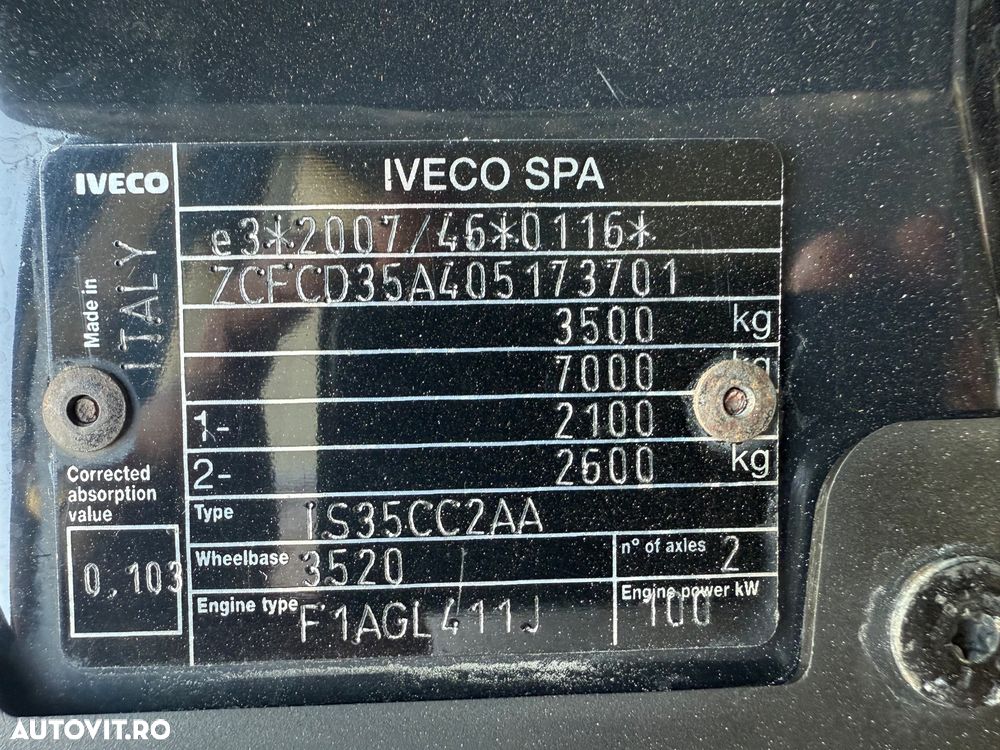 IVECO
IVECO SPA
Made in
ITALY
e3*2007/46*0116*
ZCFCD35A405173701
3500 kg
7000 kg
1- 2100
2- 2600 kg
Corrected
absorption
value
0,103
Type IS35CC2AA
Wheelbase 3520
n° of axles 2
Engine type F1AGL411J
Engine power kW 100
AUTOVIT.RO